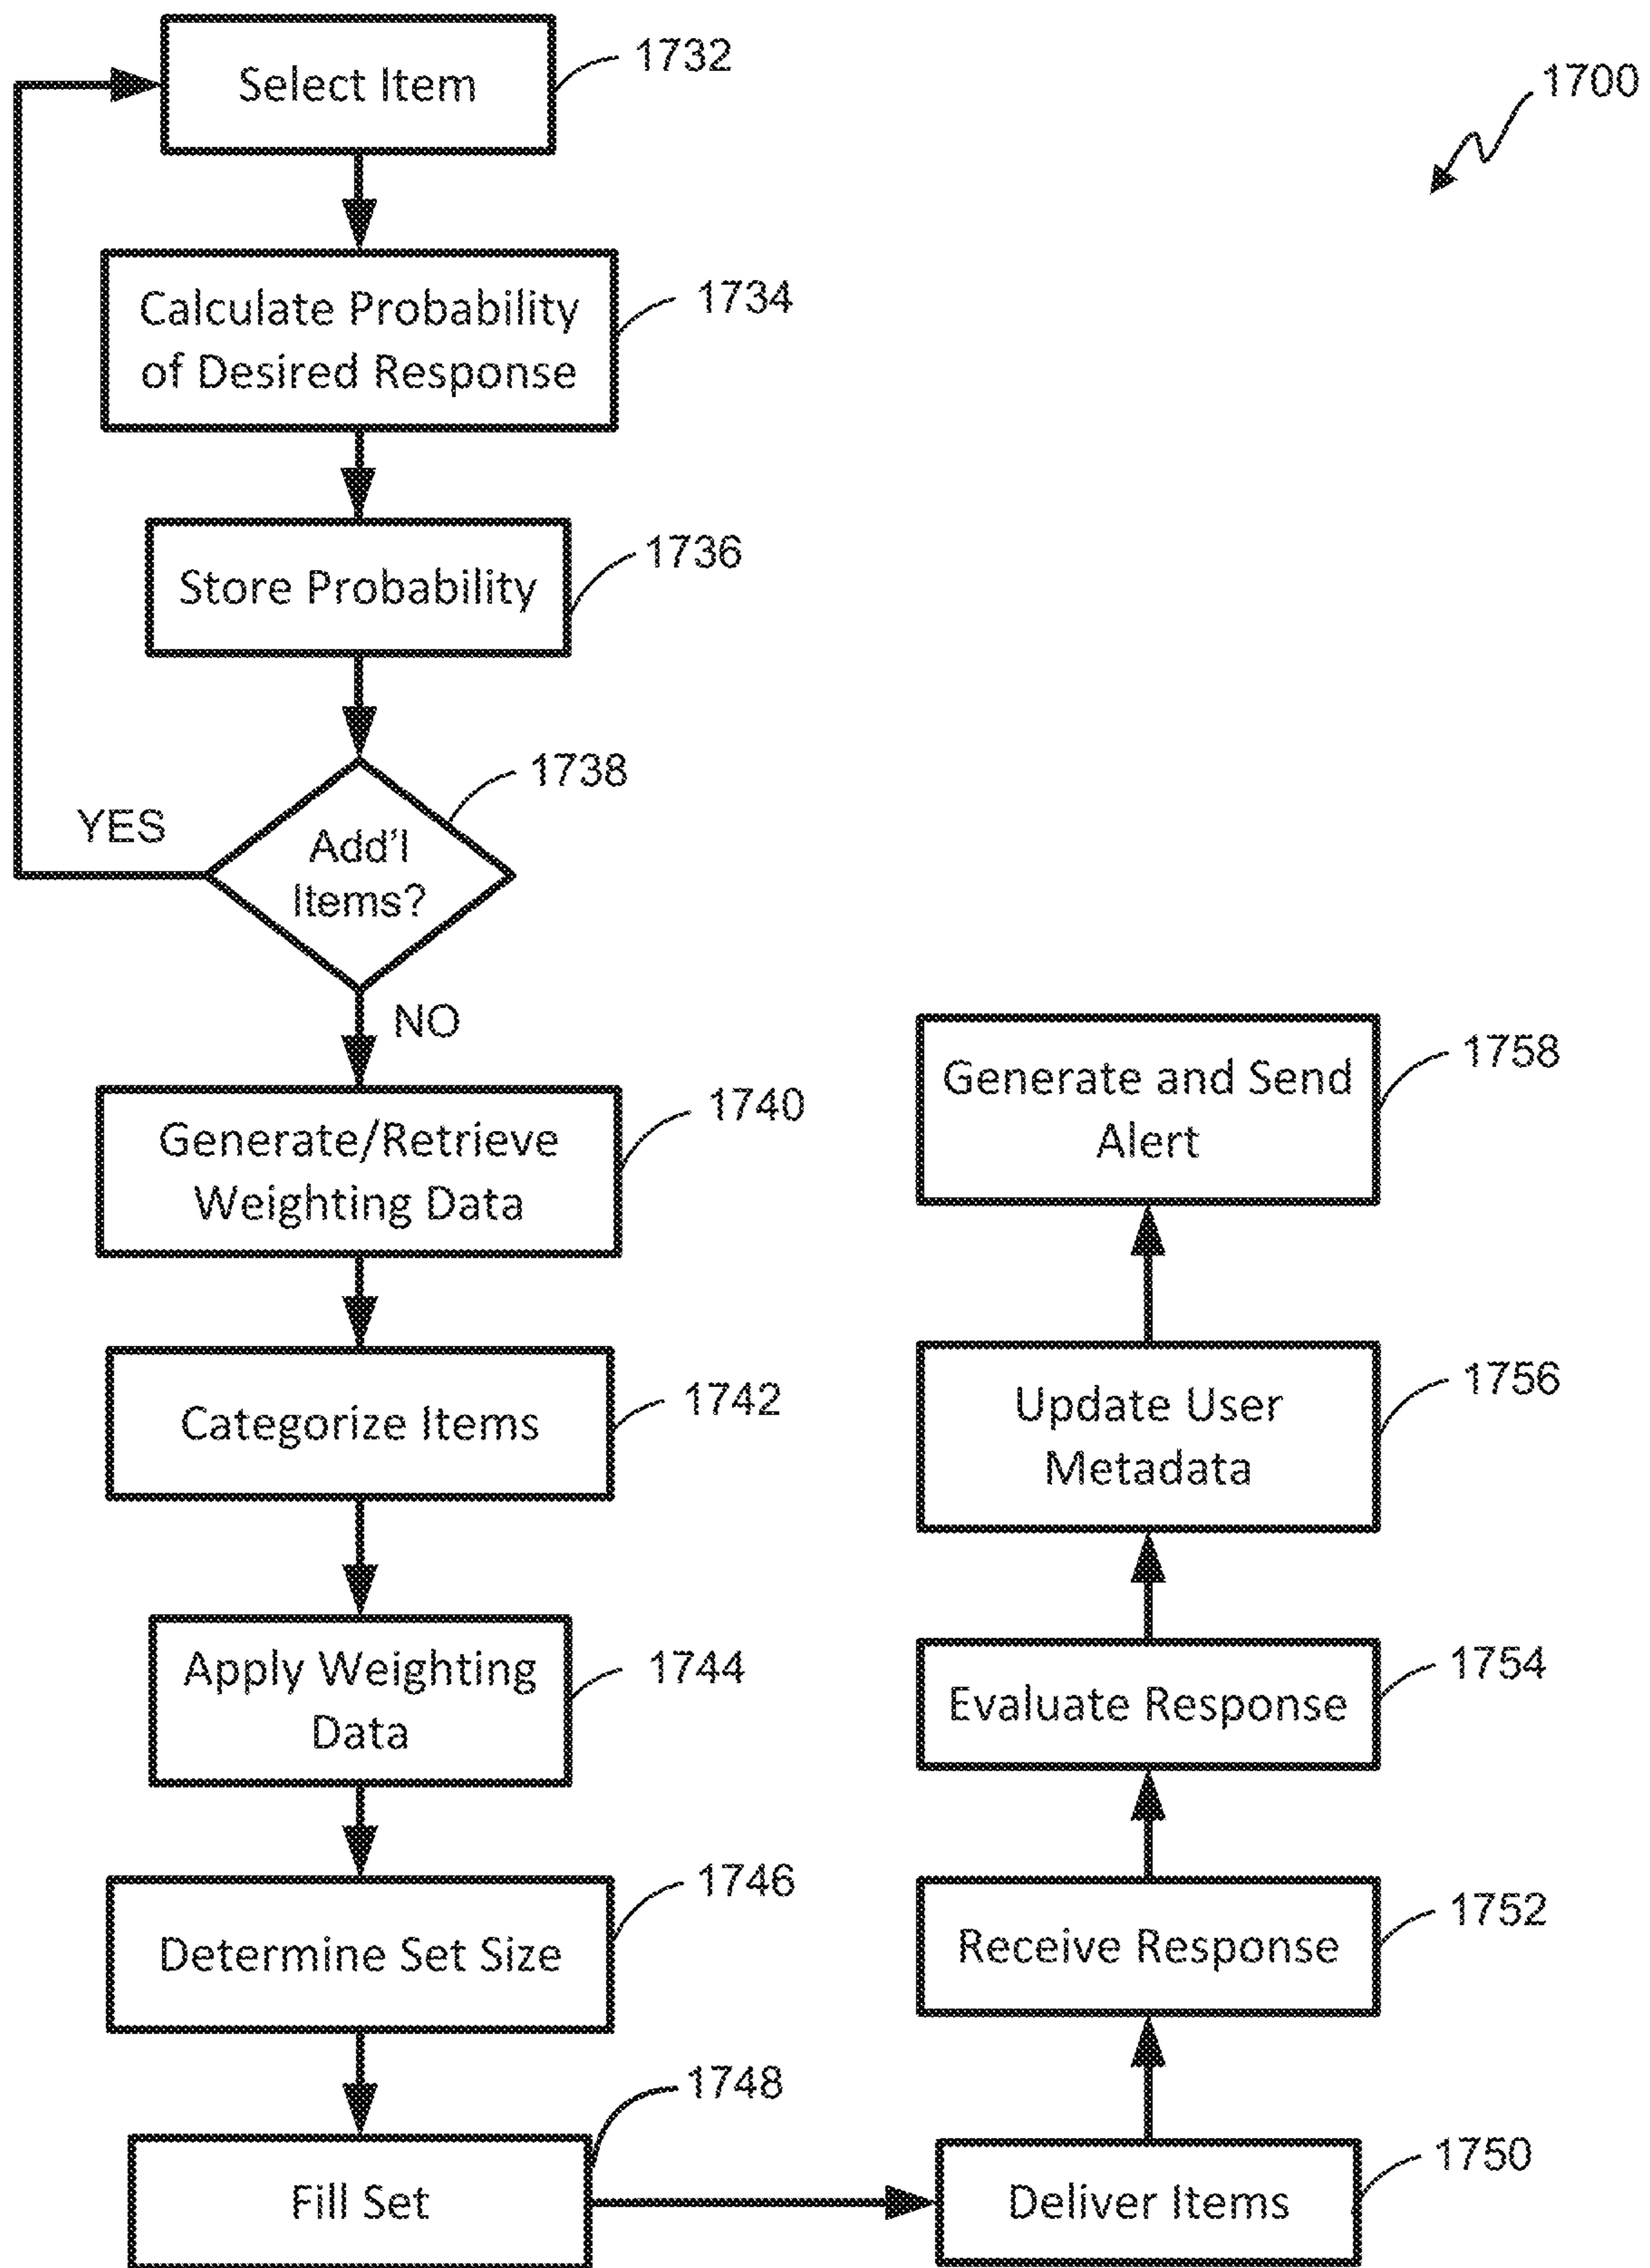 Select Item
1732
1700
Calculate Probability
of Desired Response
1734
Store Probability
1736
Add'l
Items?
1738
YES
NO
Generate/Retrieve
Weighting Data
1740
Categorize Items
1742
Apply Weighting
Data
1744
Determine Set Size
1746
Fill Set
1748
Deliver Items
1750
Receive Response
1752
Evaluate Response
1754
Update User
Metadata
1756
Generate and Send
Alert
1758